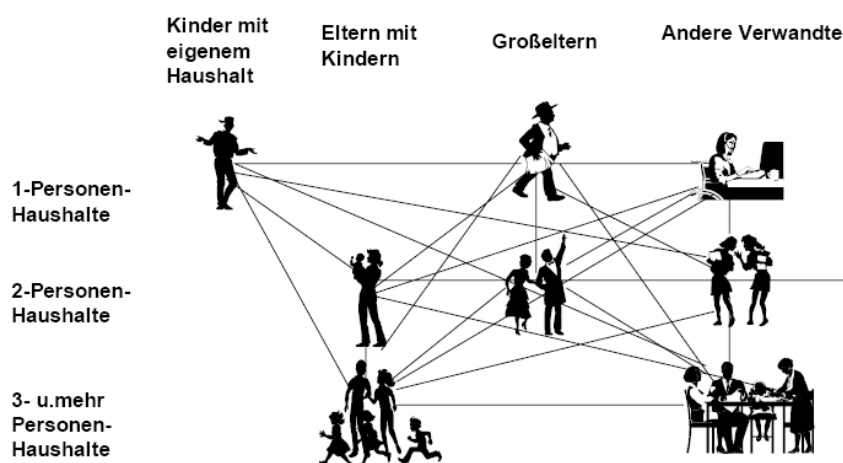 Kinder mit
eigenem
Haushalt
Eltern mit
Kindern
Großeltern
Andere Verwandte
1-Personen-
Haushalte
2-Personen-
Haushalte
3- u.mehr
Personen-
Haushalte